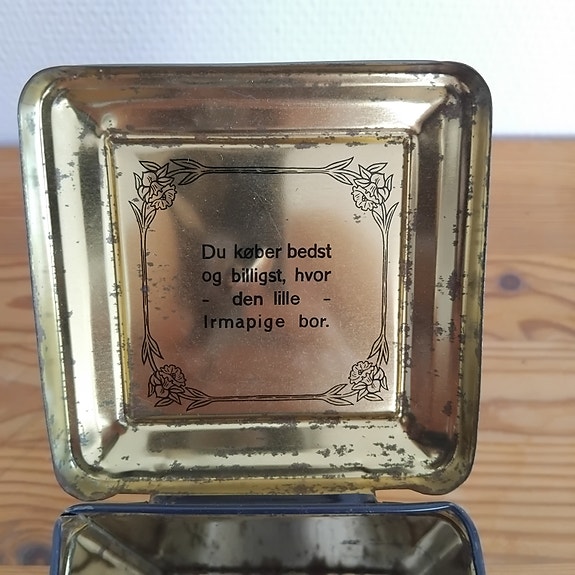 Du køber bedst
og billigst, hvor
- den lille -
Irmapige bor.